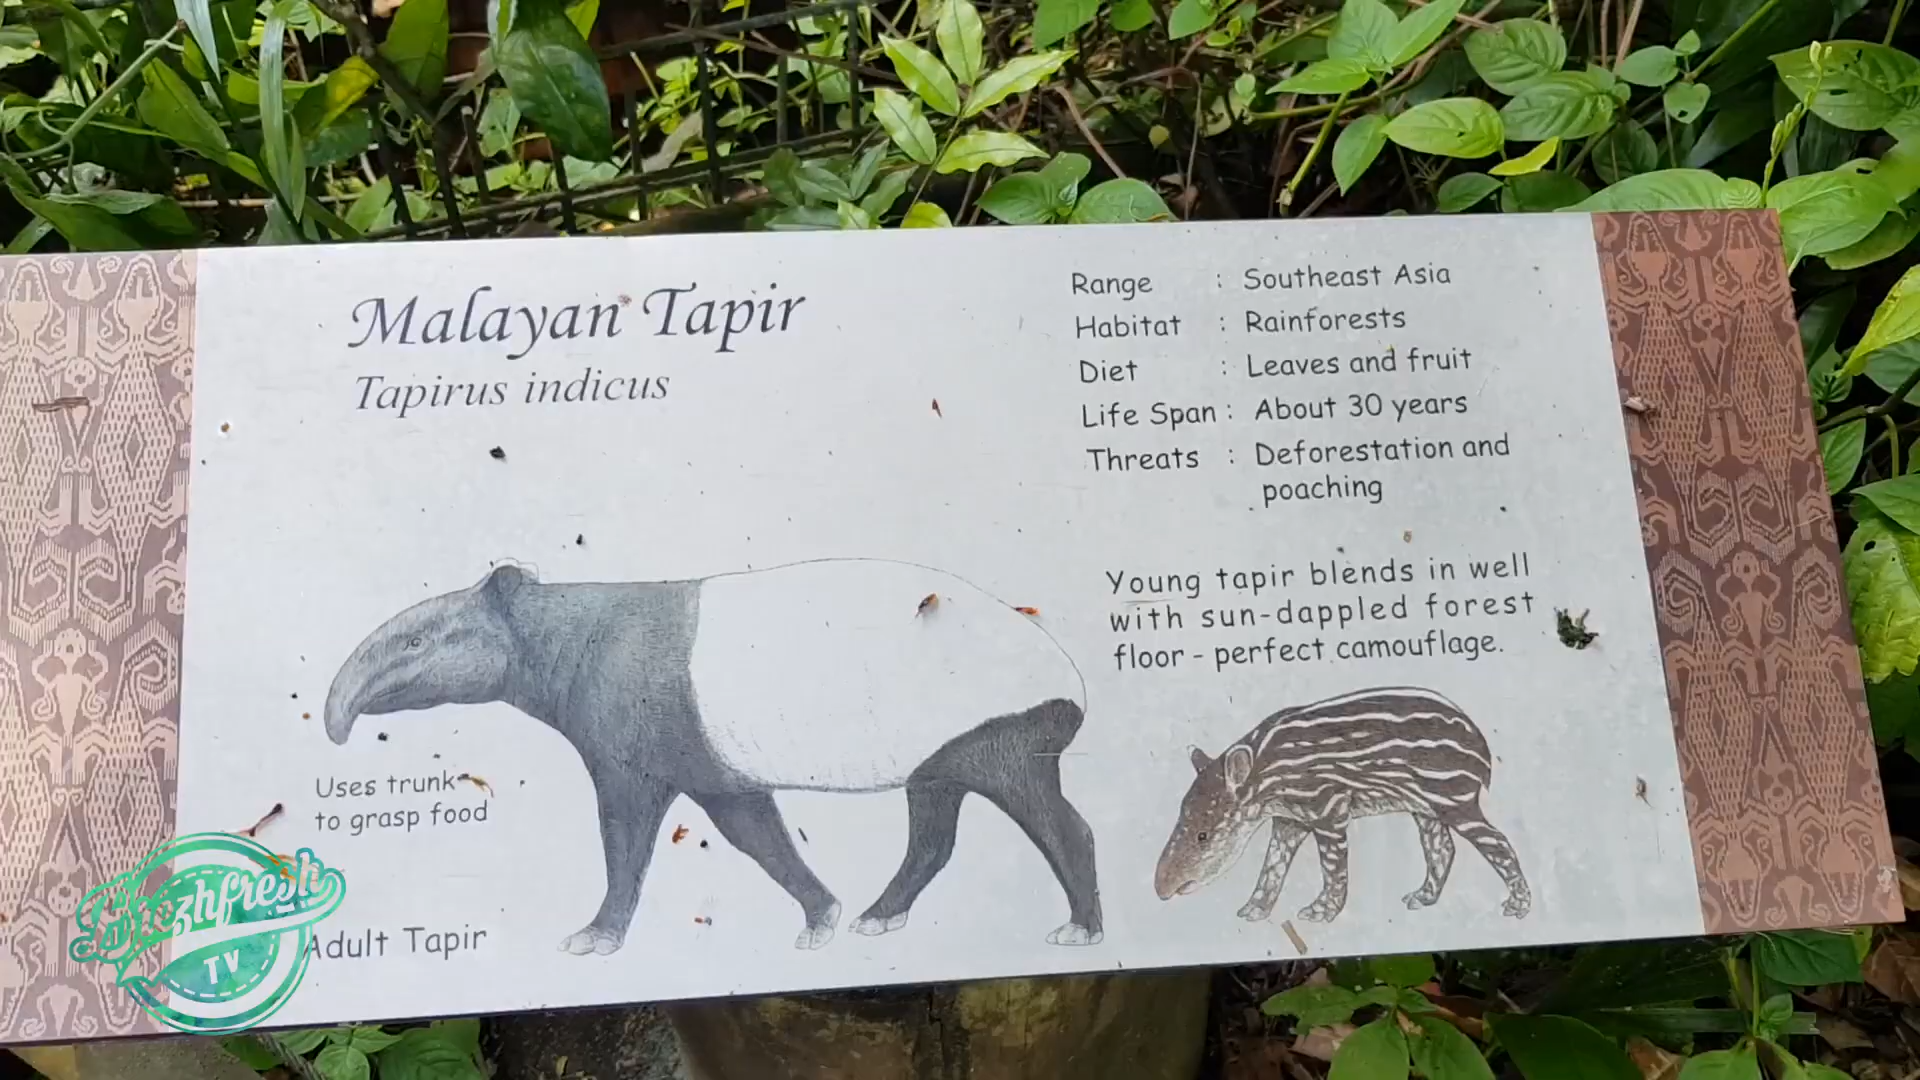 Malayan Tapir
Tapirus indicus
Range : Southeast Asia
Habitat : Rainforests
Diet : Leaves and fruit
Life Span : About 30 years
Threats : Deforestation and
poaching
Young tapir blends in well
with sun-dappled forest
floor - perfect camouflage.
Uses trunk
to grasp food
Adult Tapir
TV